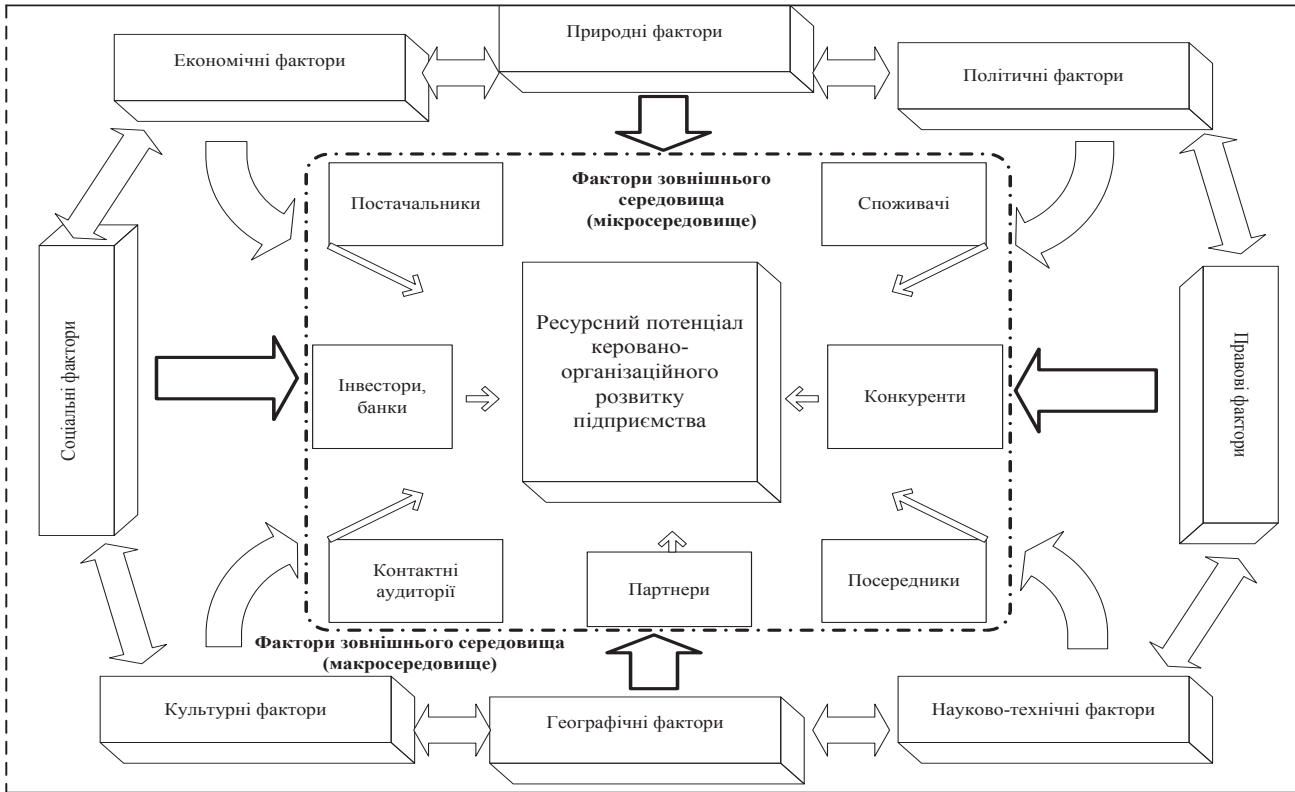 Природні фактори
Економічні фактори
Політичні фактори
Фактори зовнішнього
середовища
(мікросередовище)
Постачальники
Споживачі
Соціальні фактори
Ресурсний потенціал
керовано-
організаційного
розвитку
підприємства
Інвестори,
банки
Конкуренти
Правові фактори
Контактні
аудиторії
Партнери
Посередники
Фактори зовнішнього середовища
(макросередовище)
Культурні фактори
Географічні фактори
Науково-технічні фактори